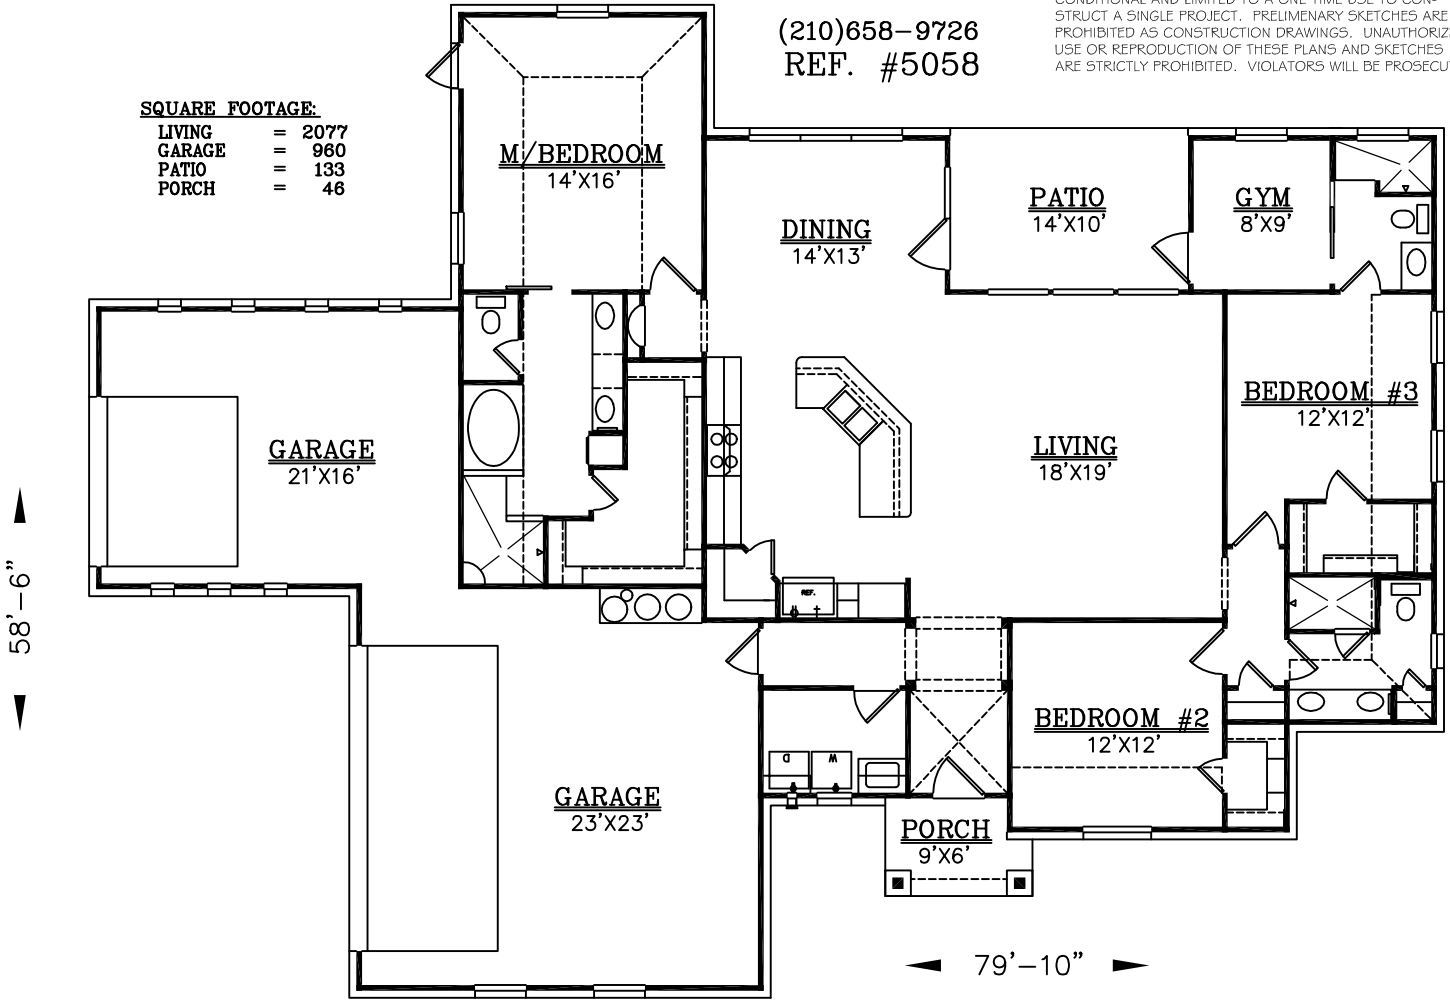 CONDITIONAL AND LIMITED TO A ONE TIME USE TO CON-
STRUCT A SINGLE PROJECT. PRELIMENARY SKETCHES ARE
PROHIBITED AS CONSTRUCTION DRAWINGS. UNAUTHORIZ
USE OR REPRODUCTION OF THESE PLANS AND SKETCHES
ARE STRICTLY PROHIBITED. VIOLATORS WILL BE PROSECU
(210)658-9726
REF. #5058
SQUARE FOOTAGE:
LIVING = 2077
GARAGE = 960
PATIO = 133
PORCH = 46
M/BEDROOM
14'X16'
DINING
14'X13'
PATIO
14'X10'
GYM
8'X9'
BEDROOM #3
12'X12'
GARAGE
21'X16'
LIVING
18'X19'
58'-6"
REF.
BEDROOM #2
12'X12'
D
W
GARAGE
23'X23'
PORCH
9'X6'
79'-10"